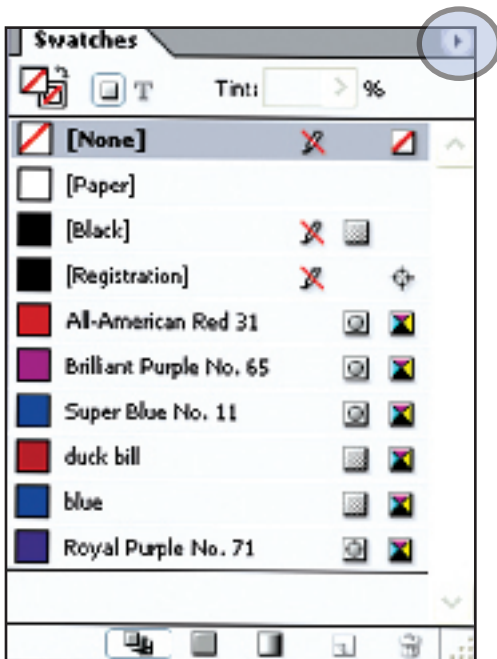 Swatches
T Tint: %
[None]
[Paper]
[Black]
[Registration]
All-American Red 31
Brilliant Purple No. 65
Super Blue No. 11
duck bill
blue
Royal Purple No. 71